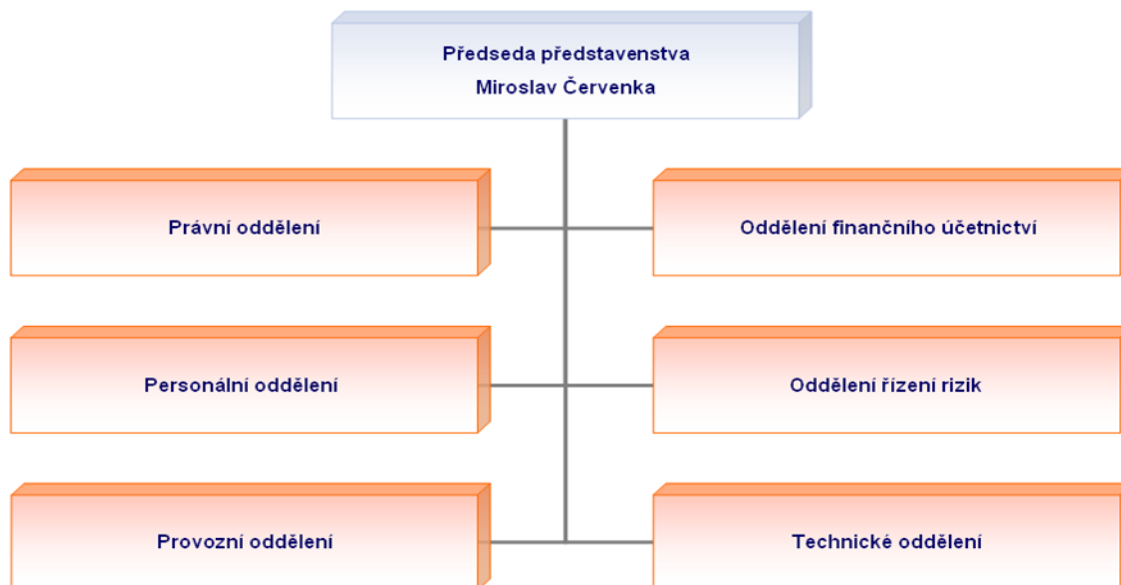 Předseda představenstva
Miroslav Červenka
Právní oddělení
Oddělení finančního účetnictví
Personální oddělení
Oddělení řízení rizik
Provozní oddělení
Technické oddělení